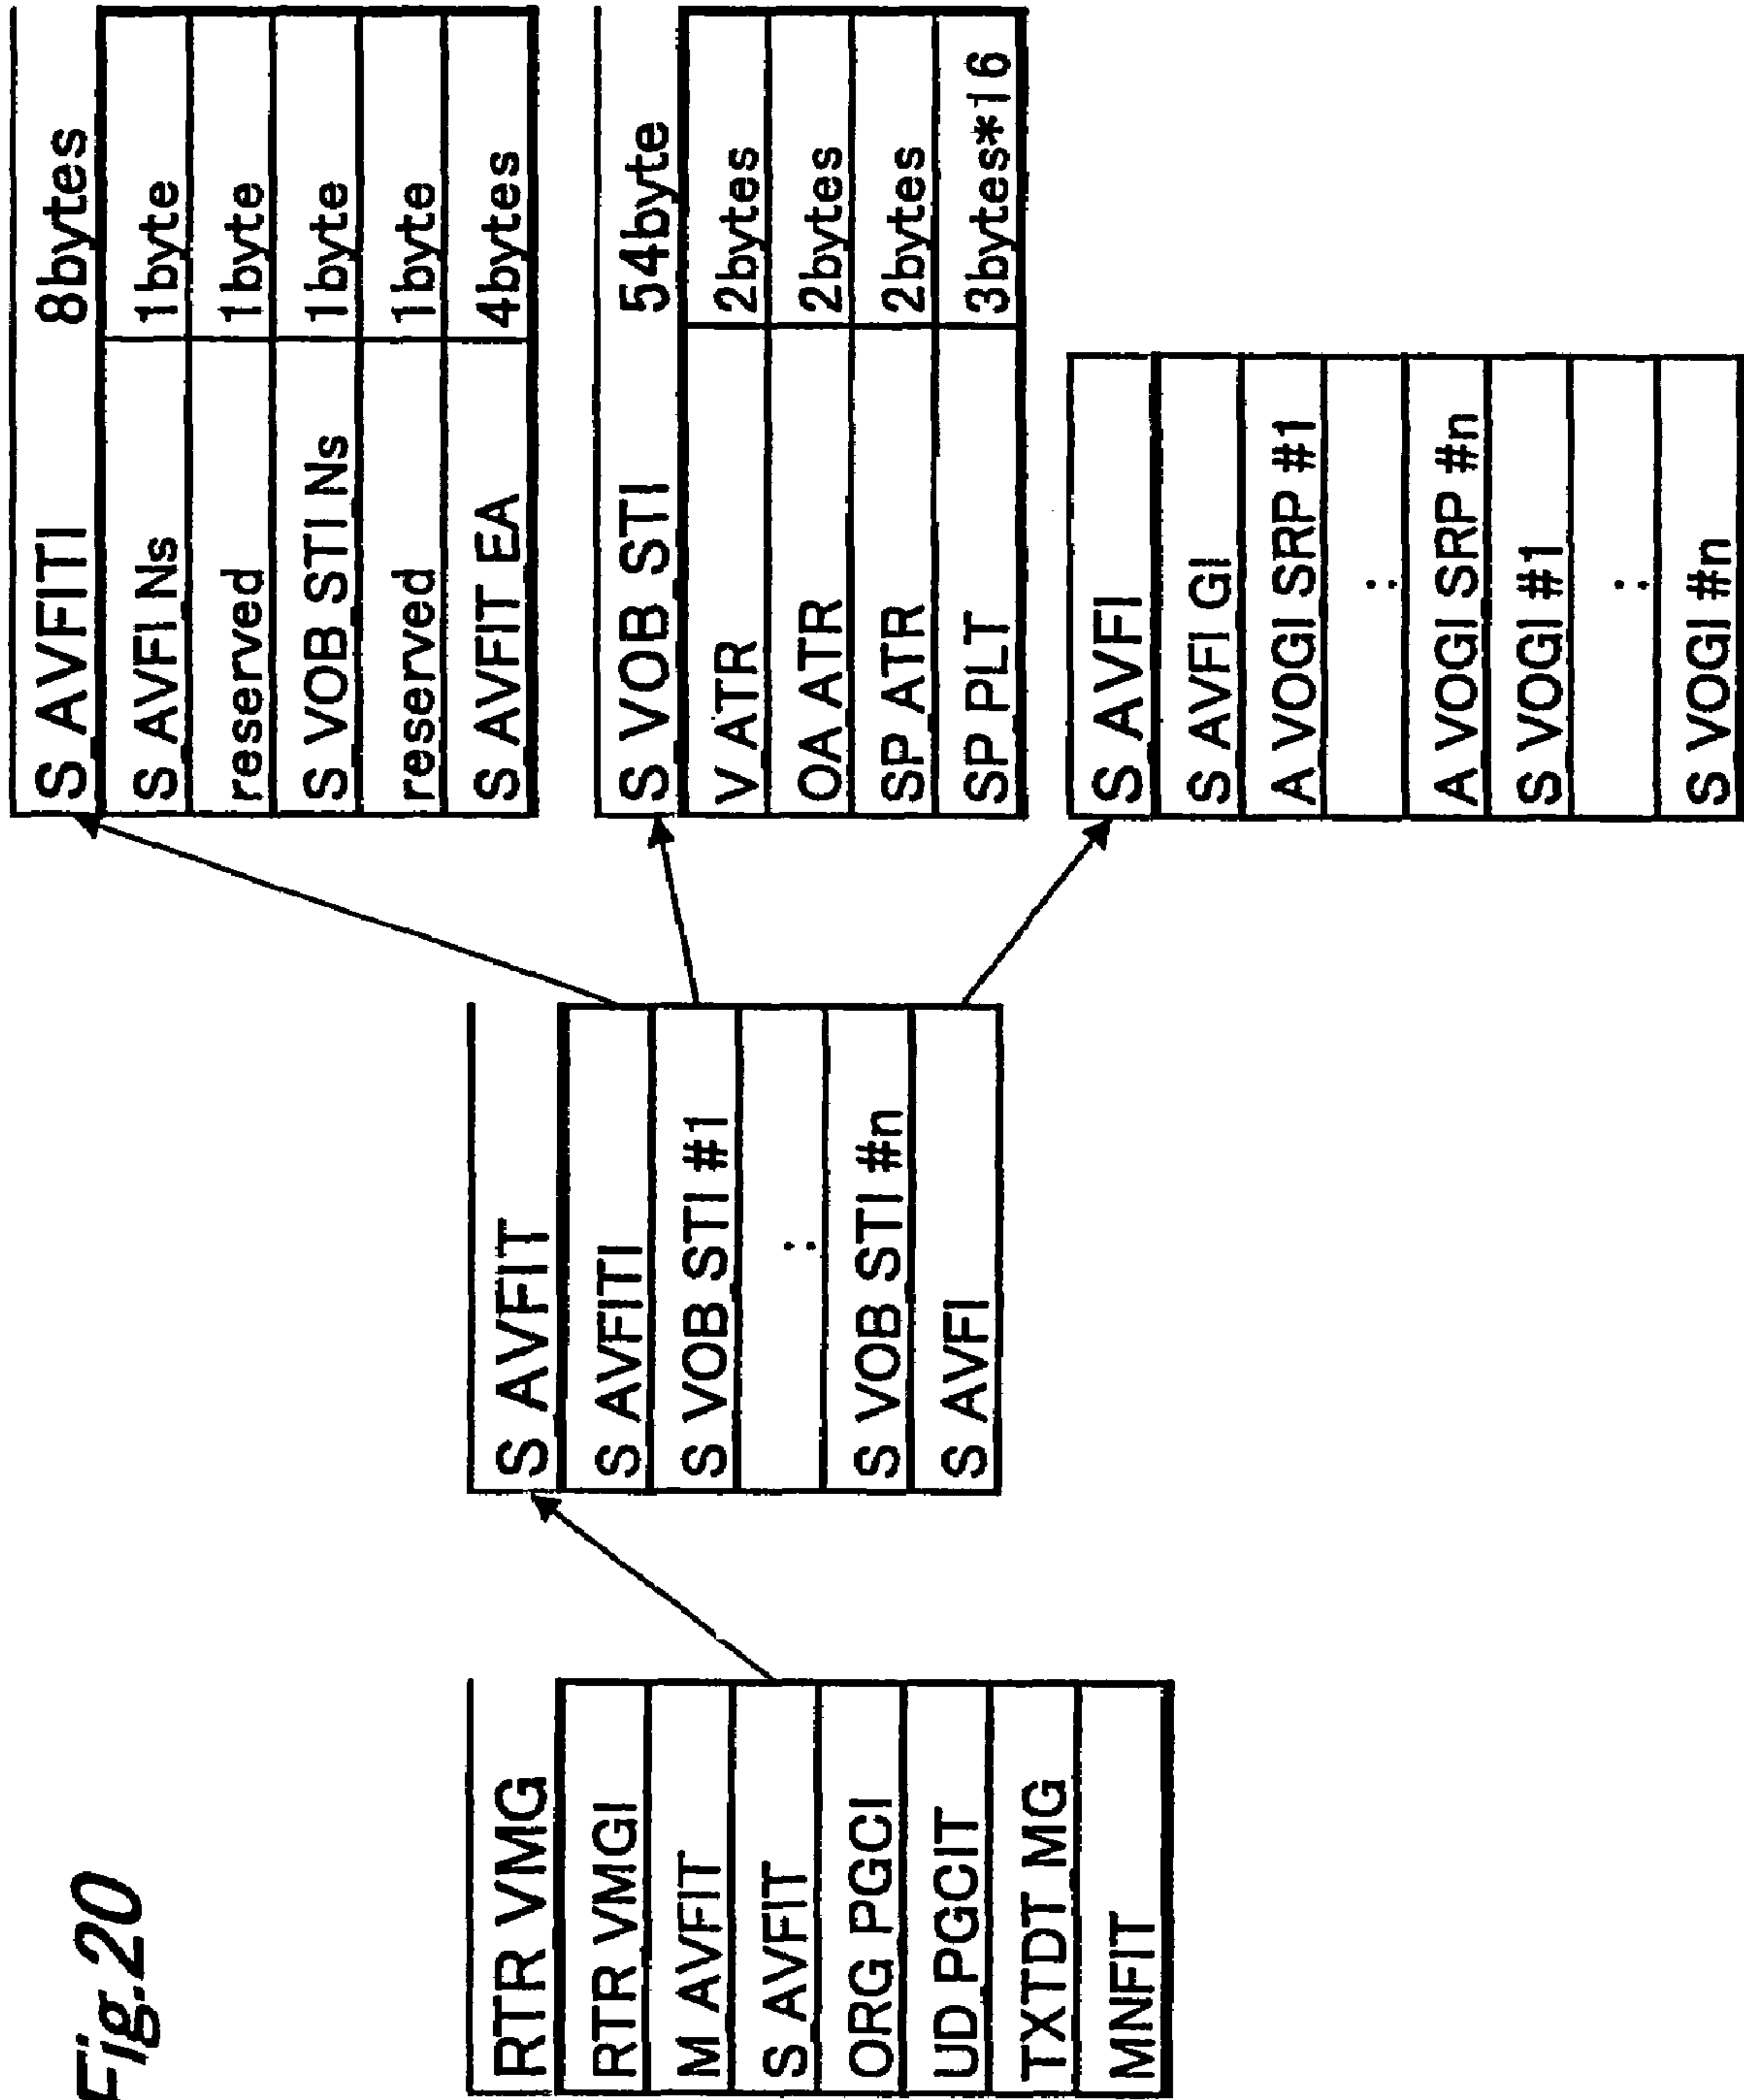 Fig.20
RTR VMG
RTR VMGI
M AVFIT
S AVFIT
ORG PGCI
UD PGCIT
TXTDT MG
MNFIT
S AVFIT
S AVFITI
S VOB STI #1
:
S VOB STI #n
S AVFI
S AVFITI 8bytes
S AVFI Ns 1byte
reserved 1byte
S VOB STI Ns 1byte
reserved 1byte
S AVFIT EA 4bytes
S VOB STI 54byte
V ATR 2bytes
OA ATR 2bytes
SP ATR 2bytes
SP PLT 3bytes*16
S AVFI
S AVFI GI
A VOGI SRP #1
:
A VOGI SRP #n
S VOGI #1
:
S VOGI #n